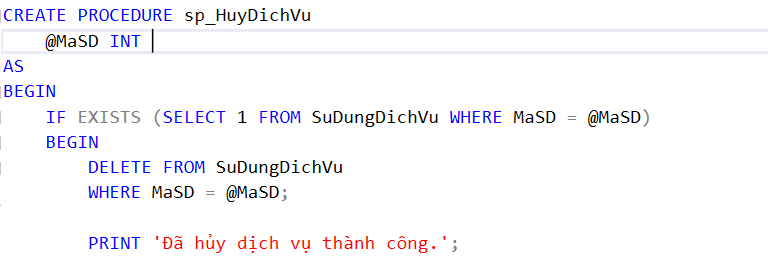 CREATE PROCEDURE sp_HuyDichVu
    @MaSD INT
AS
BEGIN
    IF EXISTS (SELECT 1 FROM SuDungDichVu WHERE MaSD = @MaSD)
    BEGIN
        DELETE FROM SuDungDichVu
        WHERE MaSD = @MaSD;

        PRINT 'Đã hủy dịch vụ thành công.';